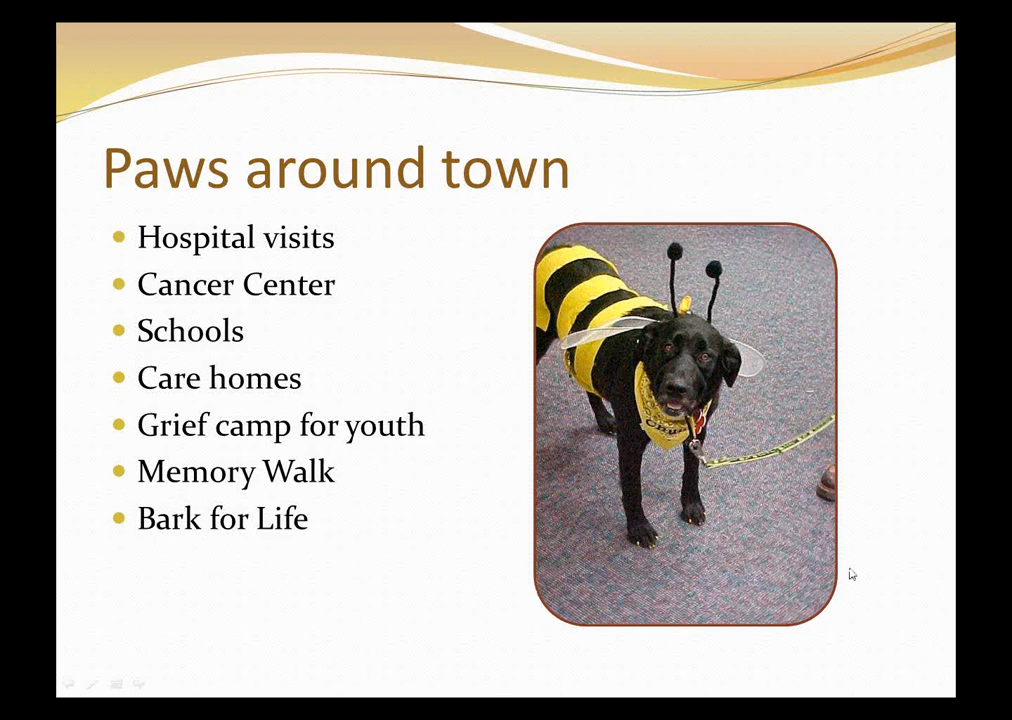 Paws around town
Hospital visits
Cancer Center
Schools
Care homes
Grief camp for youth
Memory Walk
Bark for Life